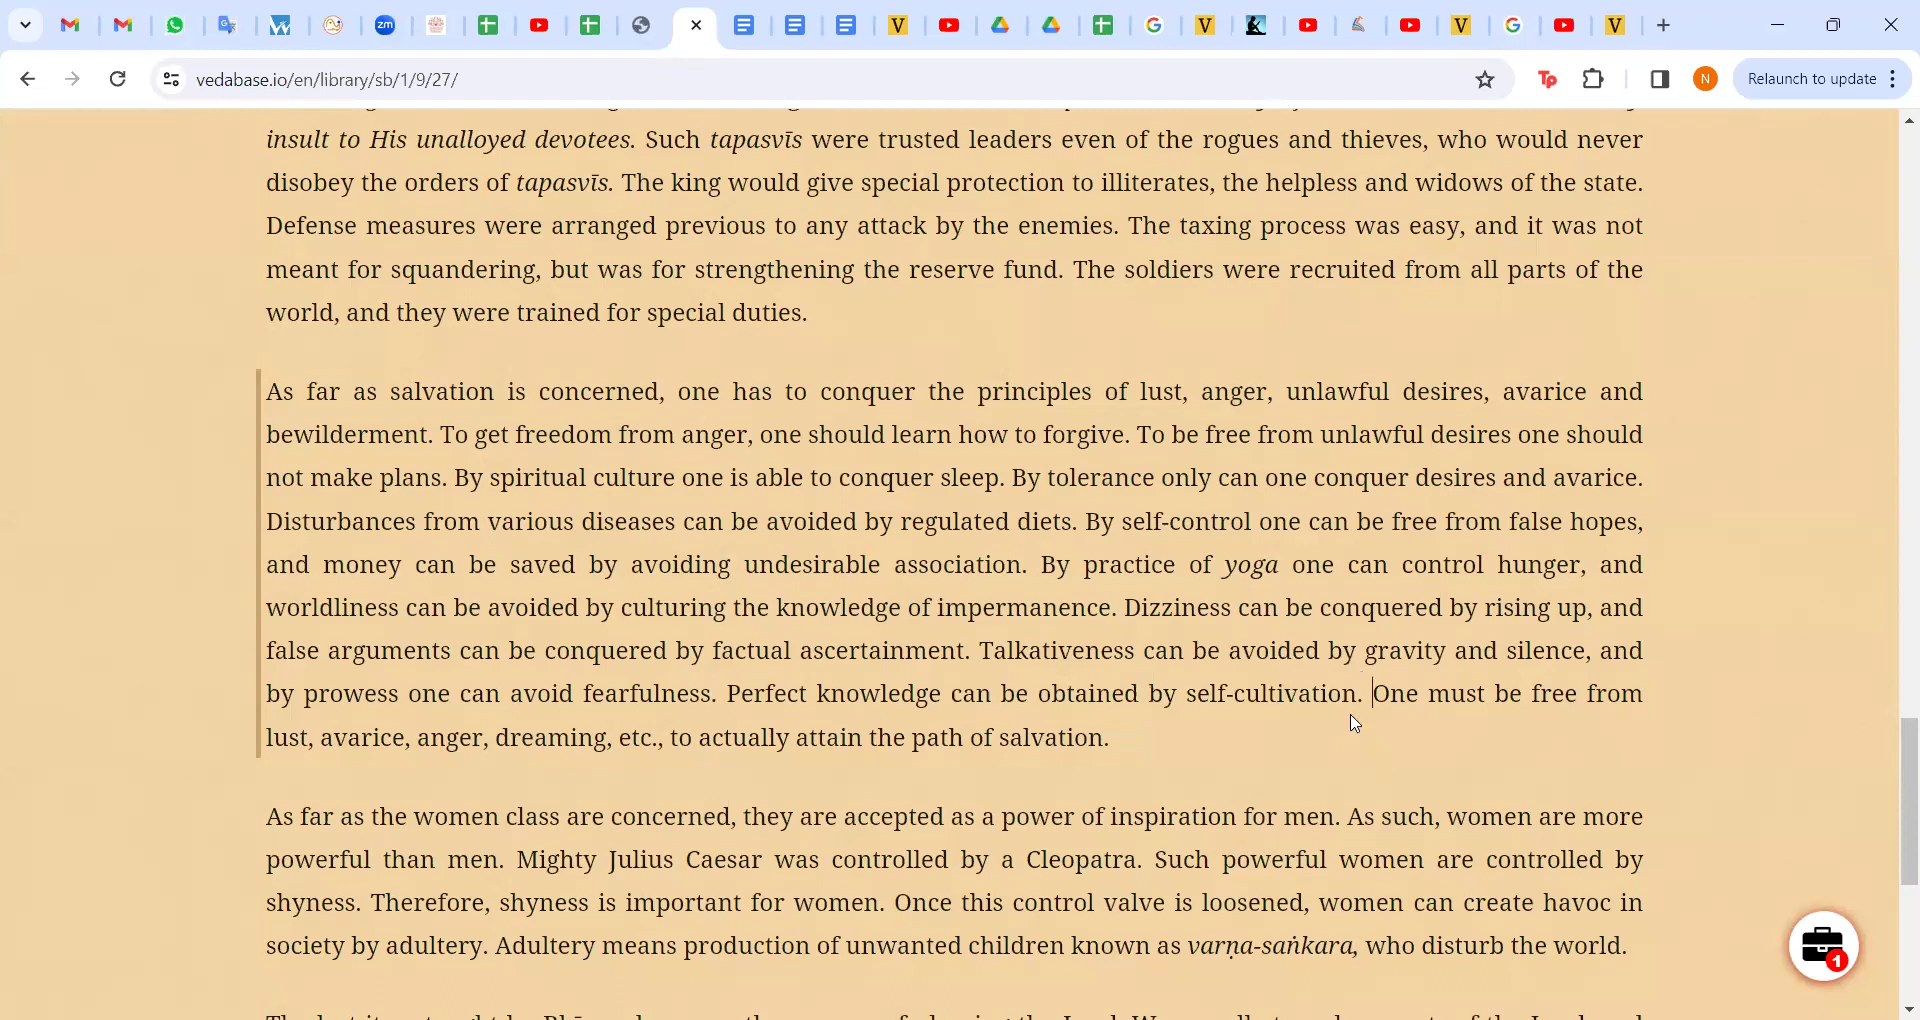 zm
V
V
V
V
vedabase.io/en/library/sb/1/9/27/
Tp
N
Relaunch to update
insult to His unalloyed devotees. Such tapasvīs were trusted leaders even of the rogues and thieves, who would never
disobey the orders of tapasvīs. The king would give special protection to illiterates, the helpless and widows of the state.
Defense measures were arranged previous to any attack by the enemies. The taxing process was easy, and it was not
meant for squandering, but was for strengthening the reserve fund. The soldiers were recruited from all parts of the
world, and they were trained for special duties.
As far as salvation is concerned, one has to conquer the principles of lust, anger, unlawful desires, avarice and
bewilderment. To get freedom from anger, one should learn how to forgive. To be free from unlawful desires one should
not make plans. By spiritual culture one is able to conquer sleep. By tolerance only can one conquer desires and avarice.
Disturbances from various diseases can be avoided by regulated diets. By self-control one can be free from false hopes,
and money can be saved by avoiding undesirable association. By practice of yoga one can control hunger, and
worldliness can be avoided by culturing the knowledge of impermanence. Dizziness can be conquered by rising up, and
false arguments can be conquered by factual ascertainment. Talkativeness can be avoided by gravity and silence, and
by prowess one can avoid fearfulness. Perfect knowledge can be obtained by self-cultivation. One must be free from
lust, avarice, anger, dreaming, etc., to actually attain the path of salvation.
As far as the women class are concerned, they are accepted as a power of inspiration for men. As such, women are more
powerful than men. Mighty Julius Caesar was controlled by a Cleopatra. Such powerful women are controlled by
shyness. Therefore, shyness is important for women. Once this control valve is loosened, women can create havoc in
society by adultery. Adultery means production of unwanted children known as varṇa-saṅkara, who disturb the world.
1